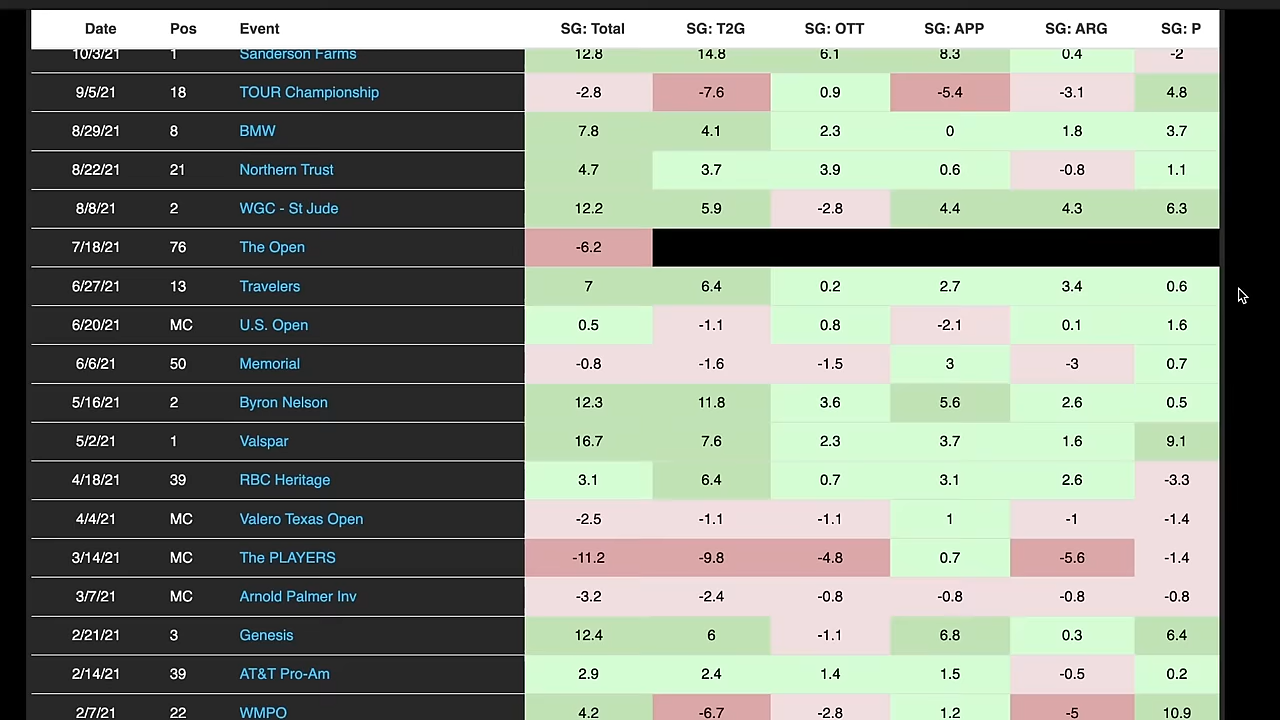 Date Pos Event SG: Total SG: T2G SG: OTT SG: APP SG: ARG SG: P
10/3/21 1 Sanderson Farms 12.8 14.8 6.1 8.3 0.4 -2
9/5/21 18 TOUR Championship -2.8 -7.6 0.9 -5.4 -3.1 4.8
8/29/21 8 BMW 7.8 4.1 2.3 0 1.8 3.7
8/22/21 21 Northern Trust 4.7 3.7 3.9 0.6 -0.8 1.1
8/8/21 2 WGC - St Jude 12.2 5.9 -2.8 4.4 4.3 6.3
7/18/21 76 The Open -6.2
6/27/21 13 Travelers 7 6.4 0.2 2.7 3.4 0.6
6/20/21 MC U.S. Open 0.5 -1.1 0.8 -2.1 0.1 1.6
6/6/21 50 Memorial -0.8 -1.6 -1.5 3 -3 0.7
5/16/21 2 Byron Nelson 12.3 11.8 3.6 5.6 2.6 0.5
5/2/21 1 Valspar 16.7 7.6 2.3 3.7 1.6 9.1
4/18/21 39 RBC Heritage 3.1 6.4 0.7 3.1 2.6 -3.3
4/4/21 MC Valero Texas Open -2.5 -1.1 -1.1 1 -1 -1.4
3/14/21 MC The PLAYERS -11.2 -9.8 -4.8 0.7 -5.6 -1.4
3/7/21 MC Arnold Palmer Inv -3.2 -2.4 -0.8 -0.8 -0.8 -0.8
2/21/21 3 Genesis 12.4 6 -1.1 6.8 0.3 6.4
2/14/21 39 AT&T Pro-Am 2.9 2.4 1.4 1.5 -0.5 0.2
2/7/21 22 WMPO 4.2 -6.7 -2.8 1.2 -5 10.9